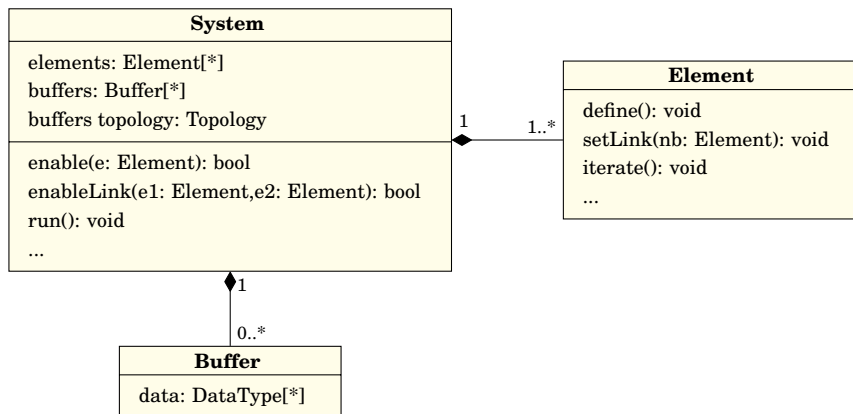 System
elements: Element[*]
buffers: Buffer[*]
buffers topology: Topology
enable(e: Element): bool
enableLink(e1: Element,e2: Element): bool
run(): void
...
1
1..*
Element
define(): void
setLink(nb: Element): void
iterate(): void
...
1
0..*
Buffer
data: DataType[*]